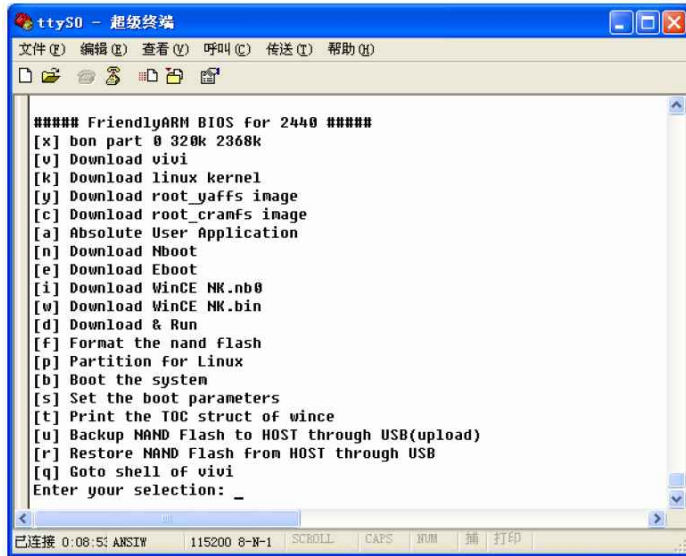 ttyS0 - 超级终端
文件(F) 编辑(E) 查看(V) 呼叫(C) 传送(T) 帮助(H)
##### FriendlyARM BIOS for 2440 #####
[x] bon part 0 320k 2368k
[v] Download vivi
[k] Download linux kernel
[y] Download root_yaffs image
[c] Download root_cramfs image
[a] Absolute User Application
[n] Download Nboot
[e] Download Eboot
[i] Download WinCE NK.nb0
[w] Download WinCE NK.bin
[d] Download & Run
[f] Format the nand flash
[p] Partition for Linux
[b] Boot the system
[s] Set the boot parameters
[t] Print the TOC struct of wince
[u] Backup NAND Flash to HOST through USB(upload)
[r] Restore NAND Flash from HOST through USB
[q] Goto shell of vivi
Enter your selection: _
已连接 0:08:53 ANSIW 115200 8-N-1 SCROLL CAPS NUM 捕 打印